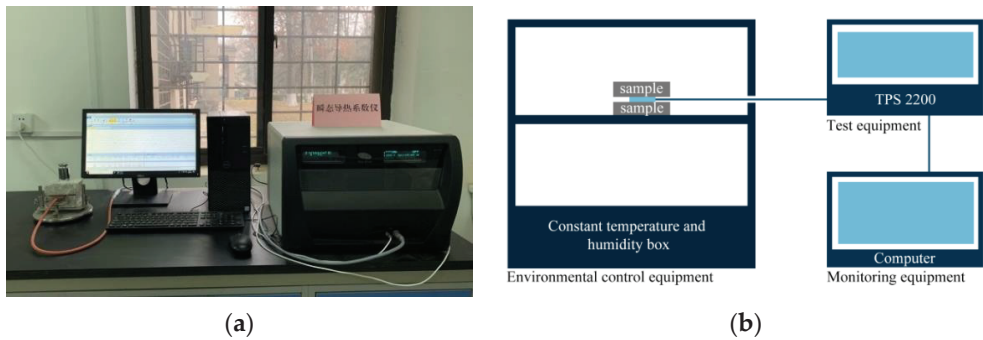 瞬态导热系数仪
sample
sample
TPS 2200
Test equipment
Constant temperature and
humidity box
Computer
Environmental control equipment
Monitoring equipment
(a)
(b)